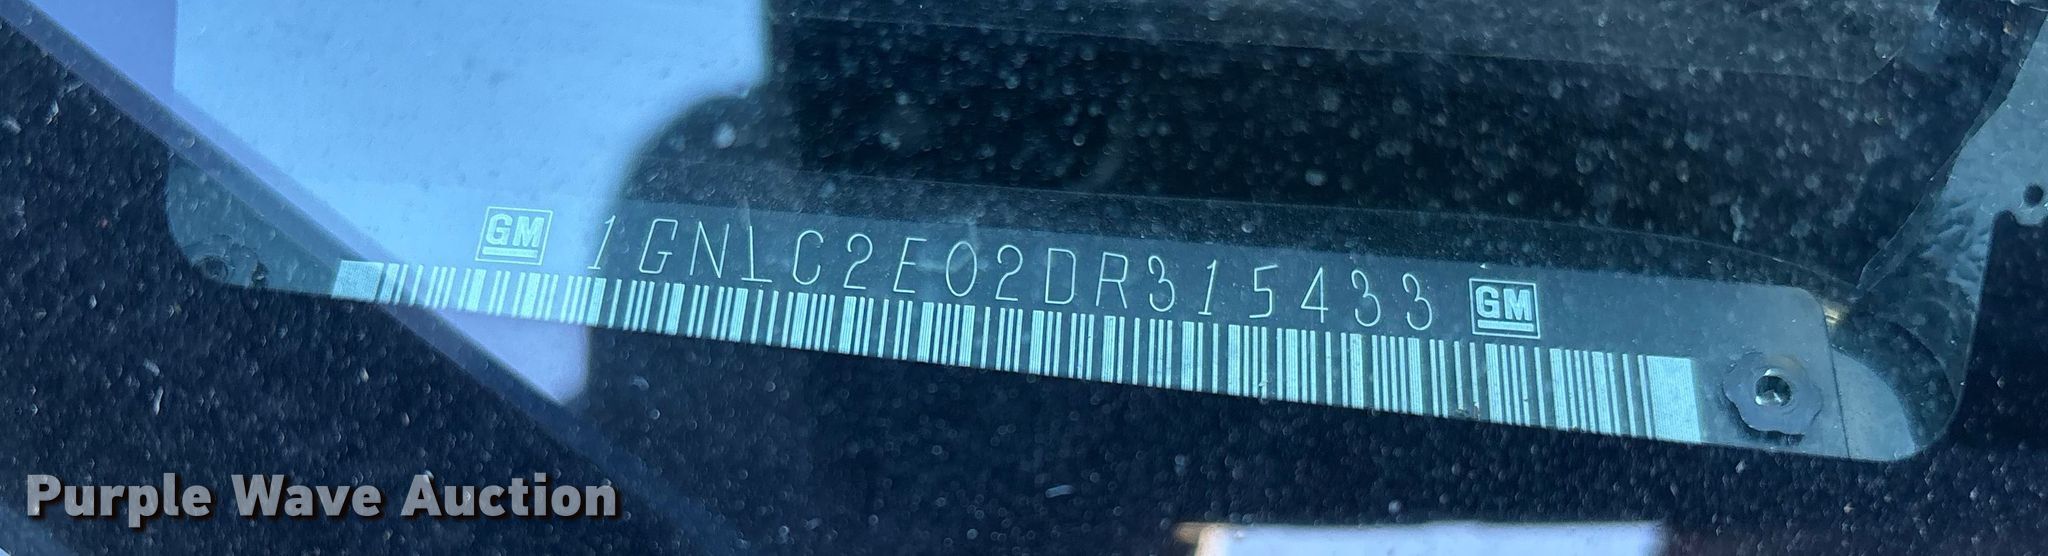 GM 1GNLC2E02DR315433 GM
Purple Wave Auction